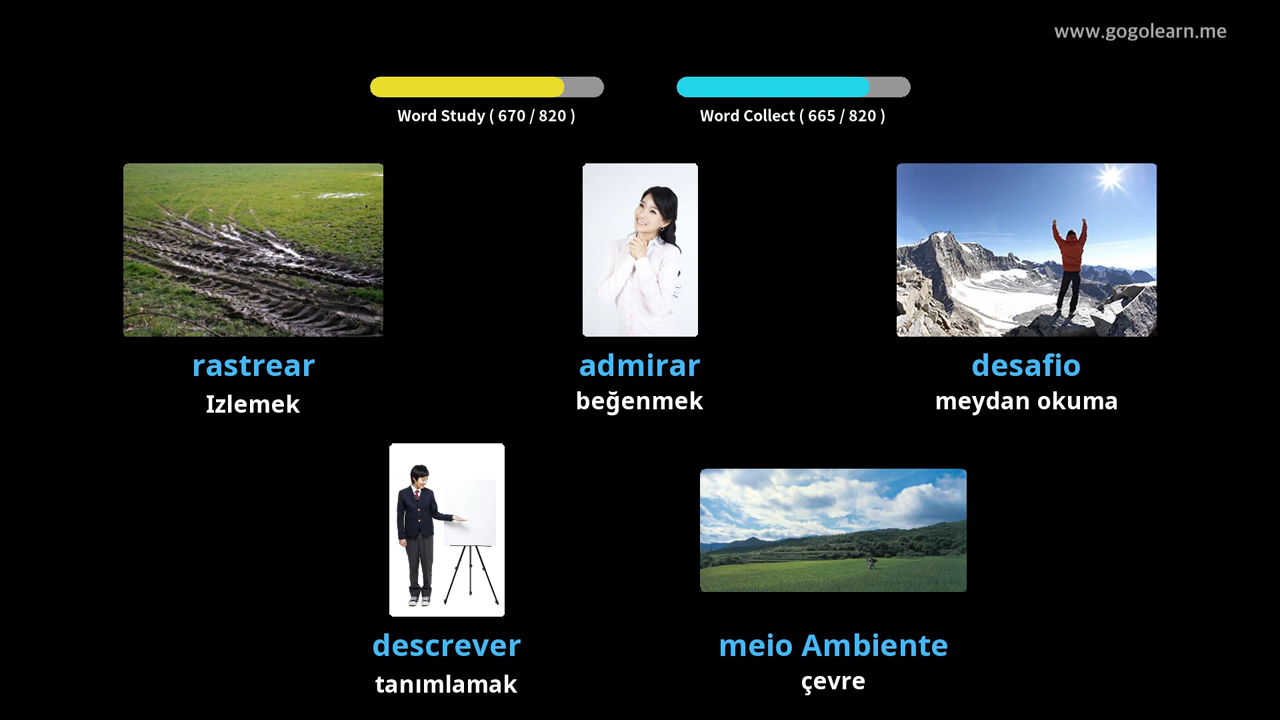 www.gogolearn.me
Word Study ( 670 / 820 )
Word Collect ( 665 / 820 )
rastrear
Izlemek
admirar
beğenmek
desafio
meydan okuma
descrever
tanımlamak
meio Ambiente
çevre